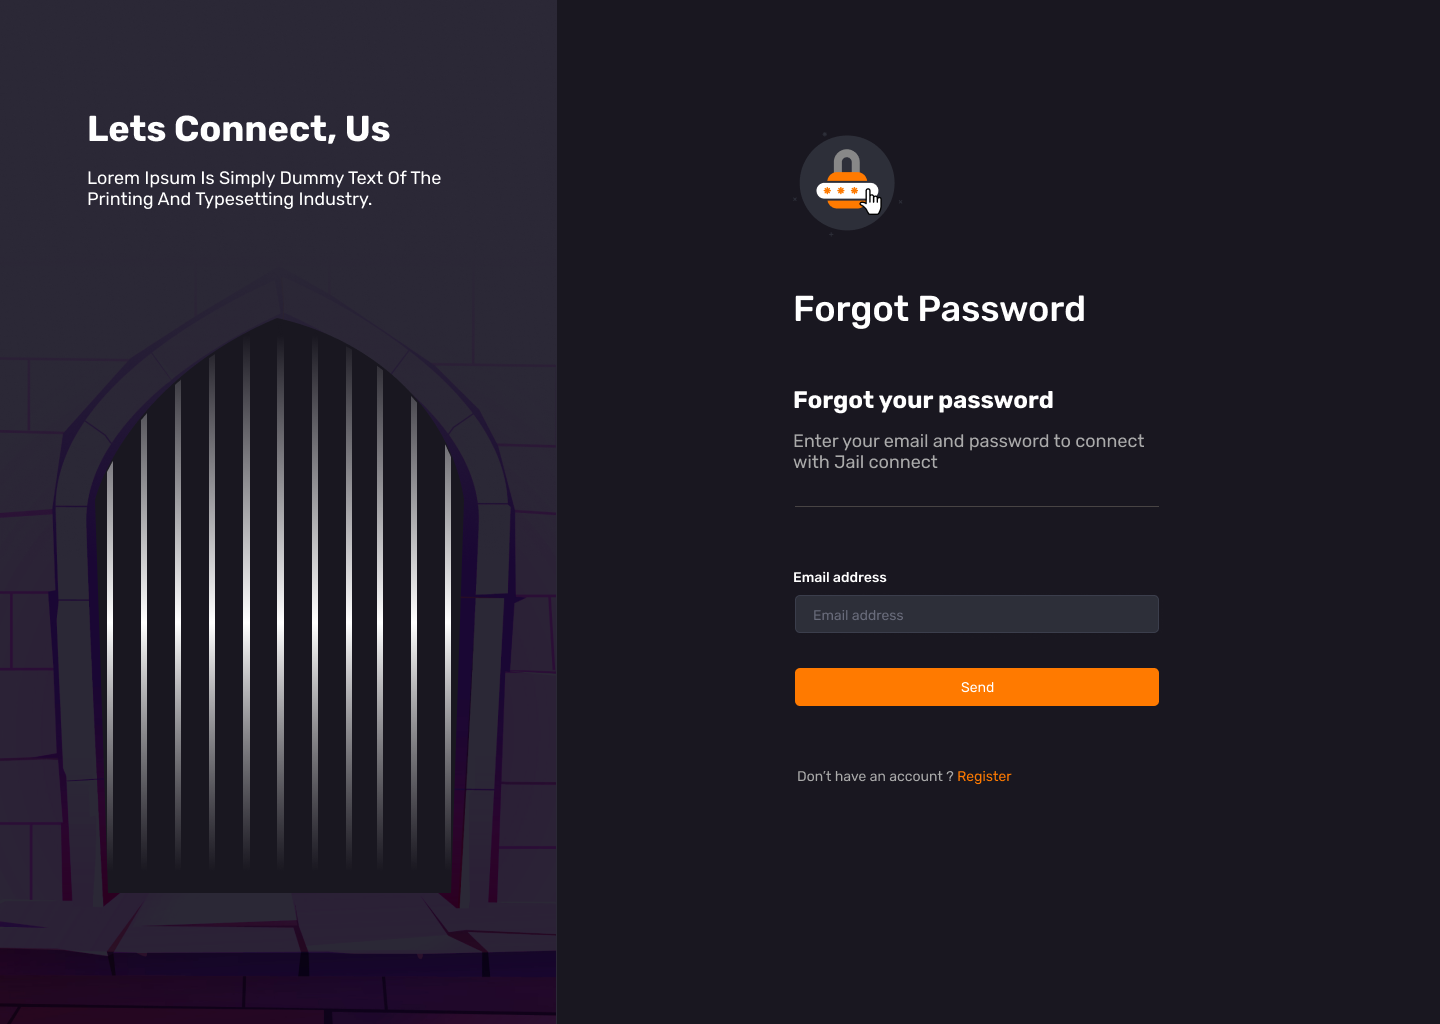 Lets Connect, Us
Lorem Ipsum Is Simply Dummy Text Of The
Printing And Typesetting Industry.
Forgot Password
Forgot your password
Enter your email and password to connect
with Jail connect
Email address
Email address
Send
Don't have an account ? Register